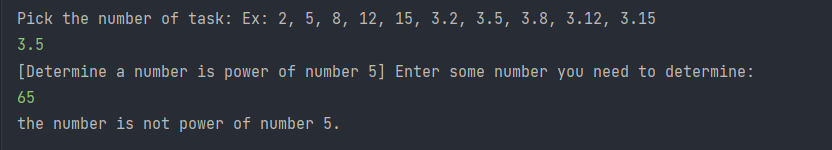 Pick the number of task: Ex: 2, 5, 8, 12, 15, 3.2, 3.5, 3.8, 3.12, 3.15
3.5
[Determine a number is power of number 5] Enter some number you need to determine:
65
the number is not power of number 5.